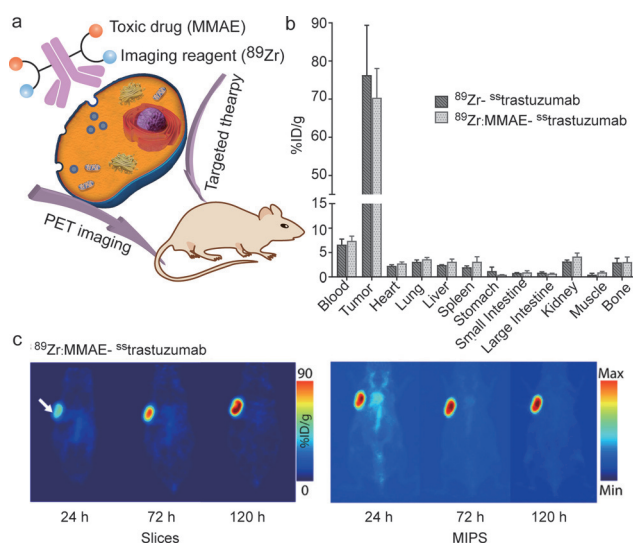 a
Toxic drug (MMAE)
Imaging reagent (⁸⁹Zr)
Targeted thearpy
PET imaging
b
%ID/g
90
80
70
60
50
15
10
5
0
⁸⁹Zr- ˢˢtrastuzumab
⁸⁹Zr:MMAE- ˢˢtrastuzumab
Blood
Tumor
Heart
Lung
Liver
Spleen
Stomach
Small Intestine
Large Intestine
Kidney
Muscle
Bone
c
⁸⁹Zr:MMAE- ˢˢtrastuzumab
90
%ID/g
0
24 h
72 h
120 h
Slices
Max
Min
24 h
72 h
120 h
MIPS